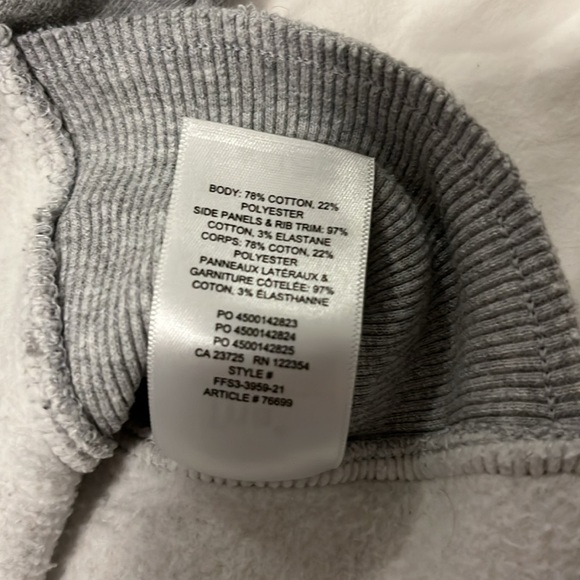 BODY: 78% COTTON, 22%
POLYESTER
SIDE PANELS & RIB TRIM: 97%
COTTON, 3% ELASTANE
CORPS: 78% COTON, 22%
POLYESTER
PANNEAUX LATÉRAUX &
GARNITURE CÔTELÉE: 97%
COTON, 3% ÉLASTHANNE
PO 4500142823
PO 4500142824
PO 4500142825
CA 23725 RN 122354
STYLE #
FFS3-3959-21
ARTICLE # 76699